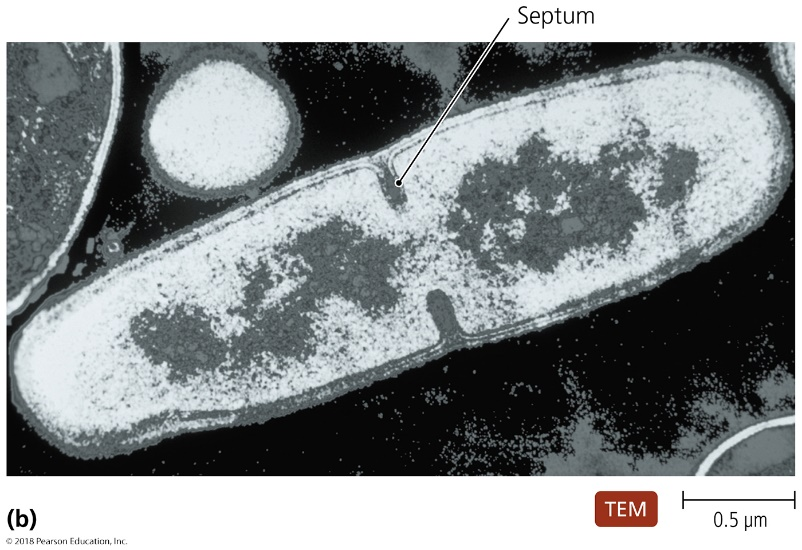 Septum
(b)
TEM
0.5 µm
© 2018 Pearson Education, Inc.